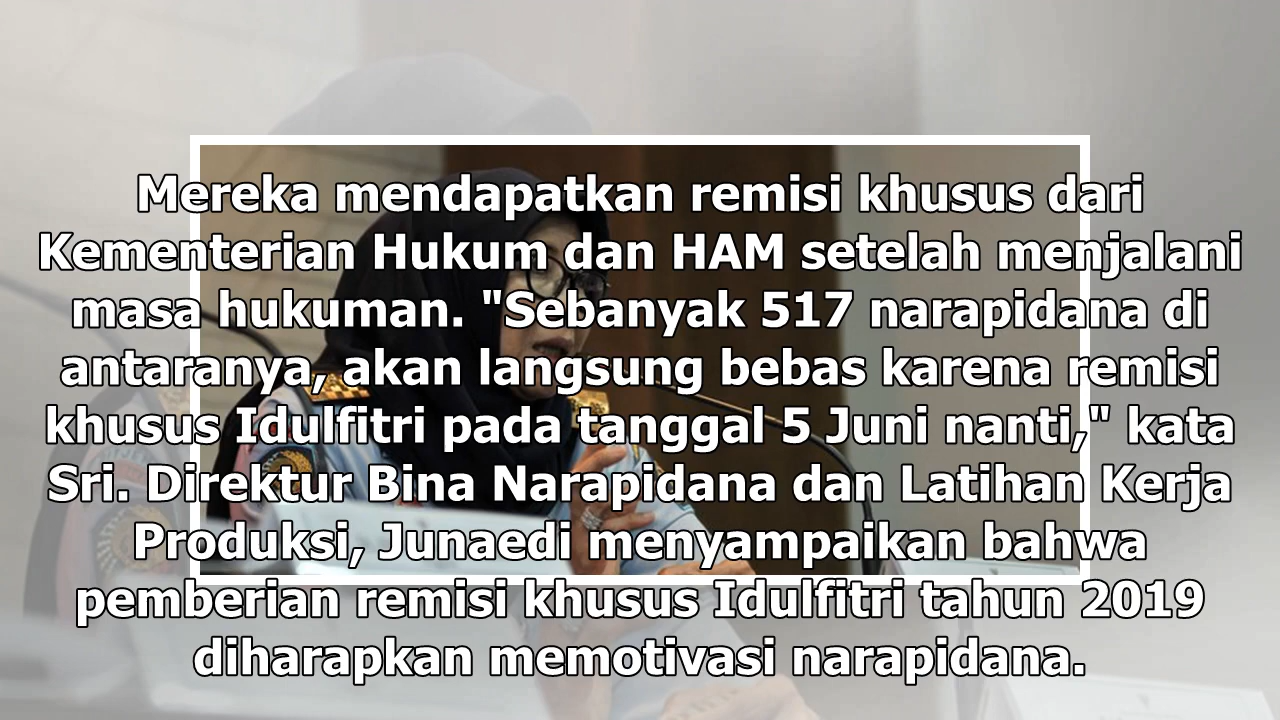 Mereka mendapatkan remisi khusus dari
Kementerian Hukum dan HAM setelah menjalani
masa hukuman. "Sebanyak 517 narapidana di
antaranya, akan langsung bebas karena remisi
khusus Idulfitri pada tanggal 5 Juni nanti," kata
Sri. Direktur Bina Narapidana dan Latihan Kerja
Produksi, Junaedi menyampaikan bahwa
pemberian remisi khusus Idulfitri tahun 2019
diharapkan memotivasi narapidana.